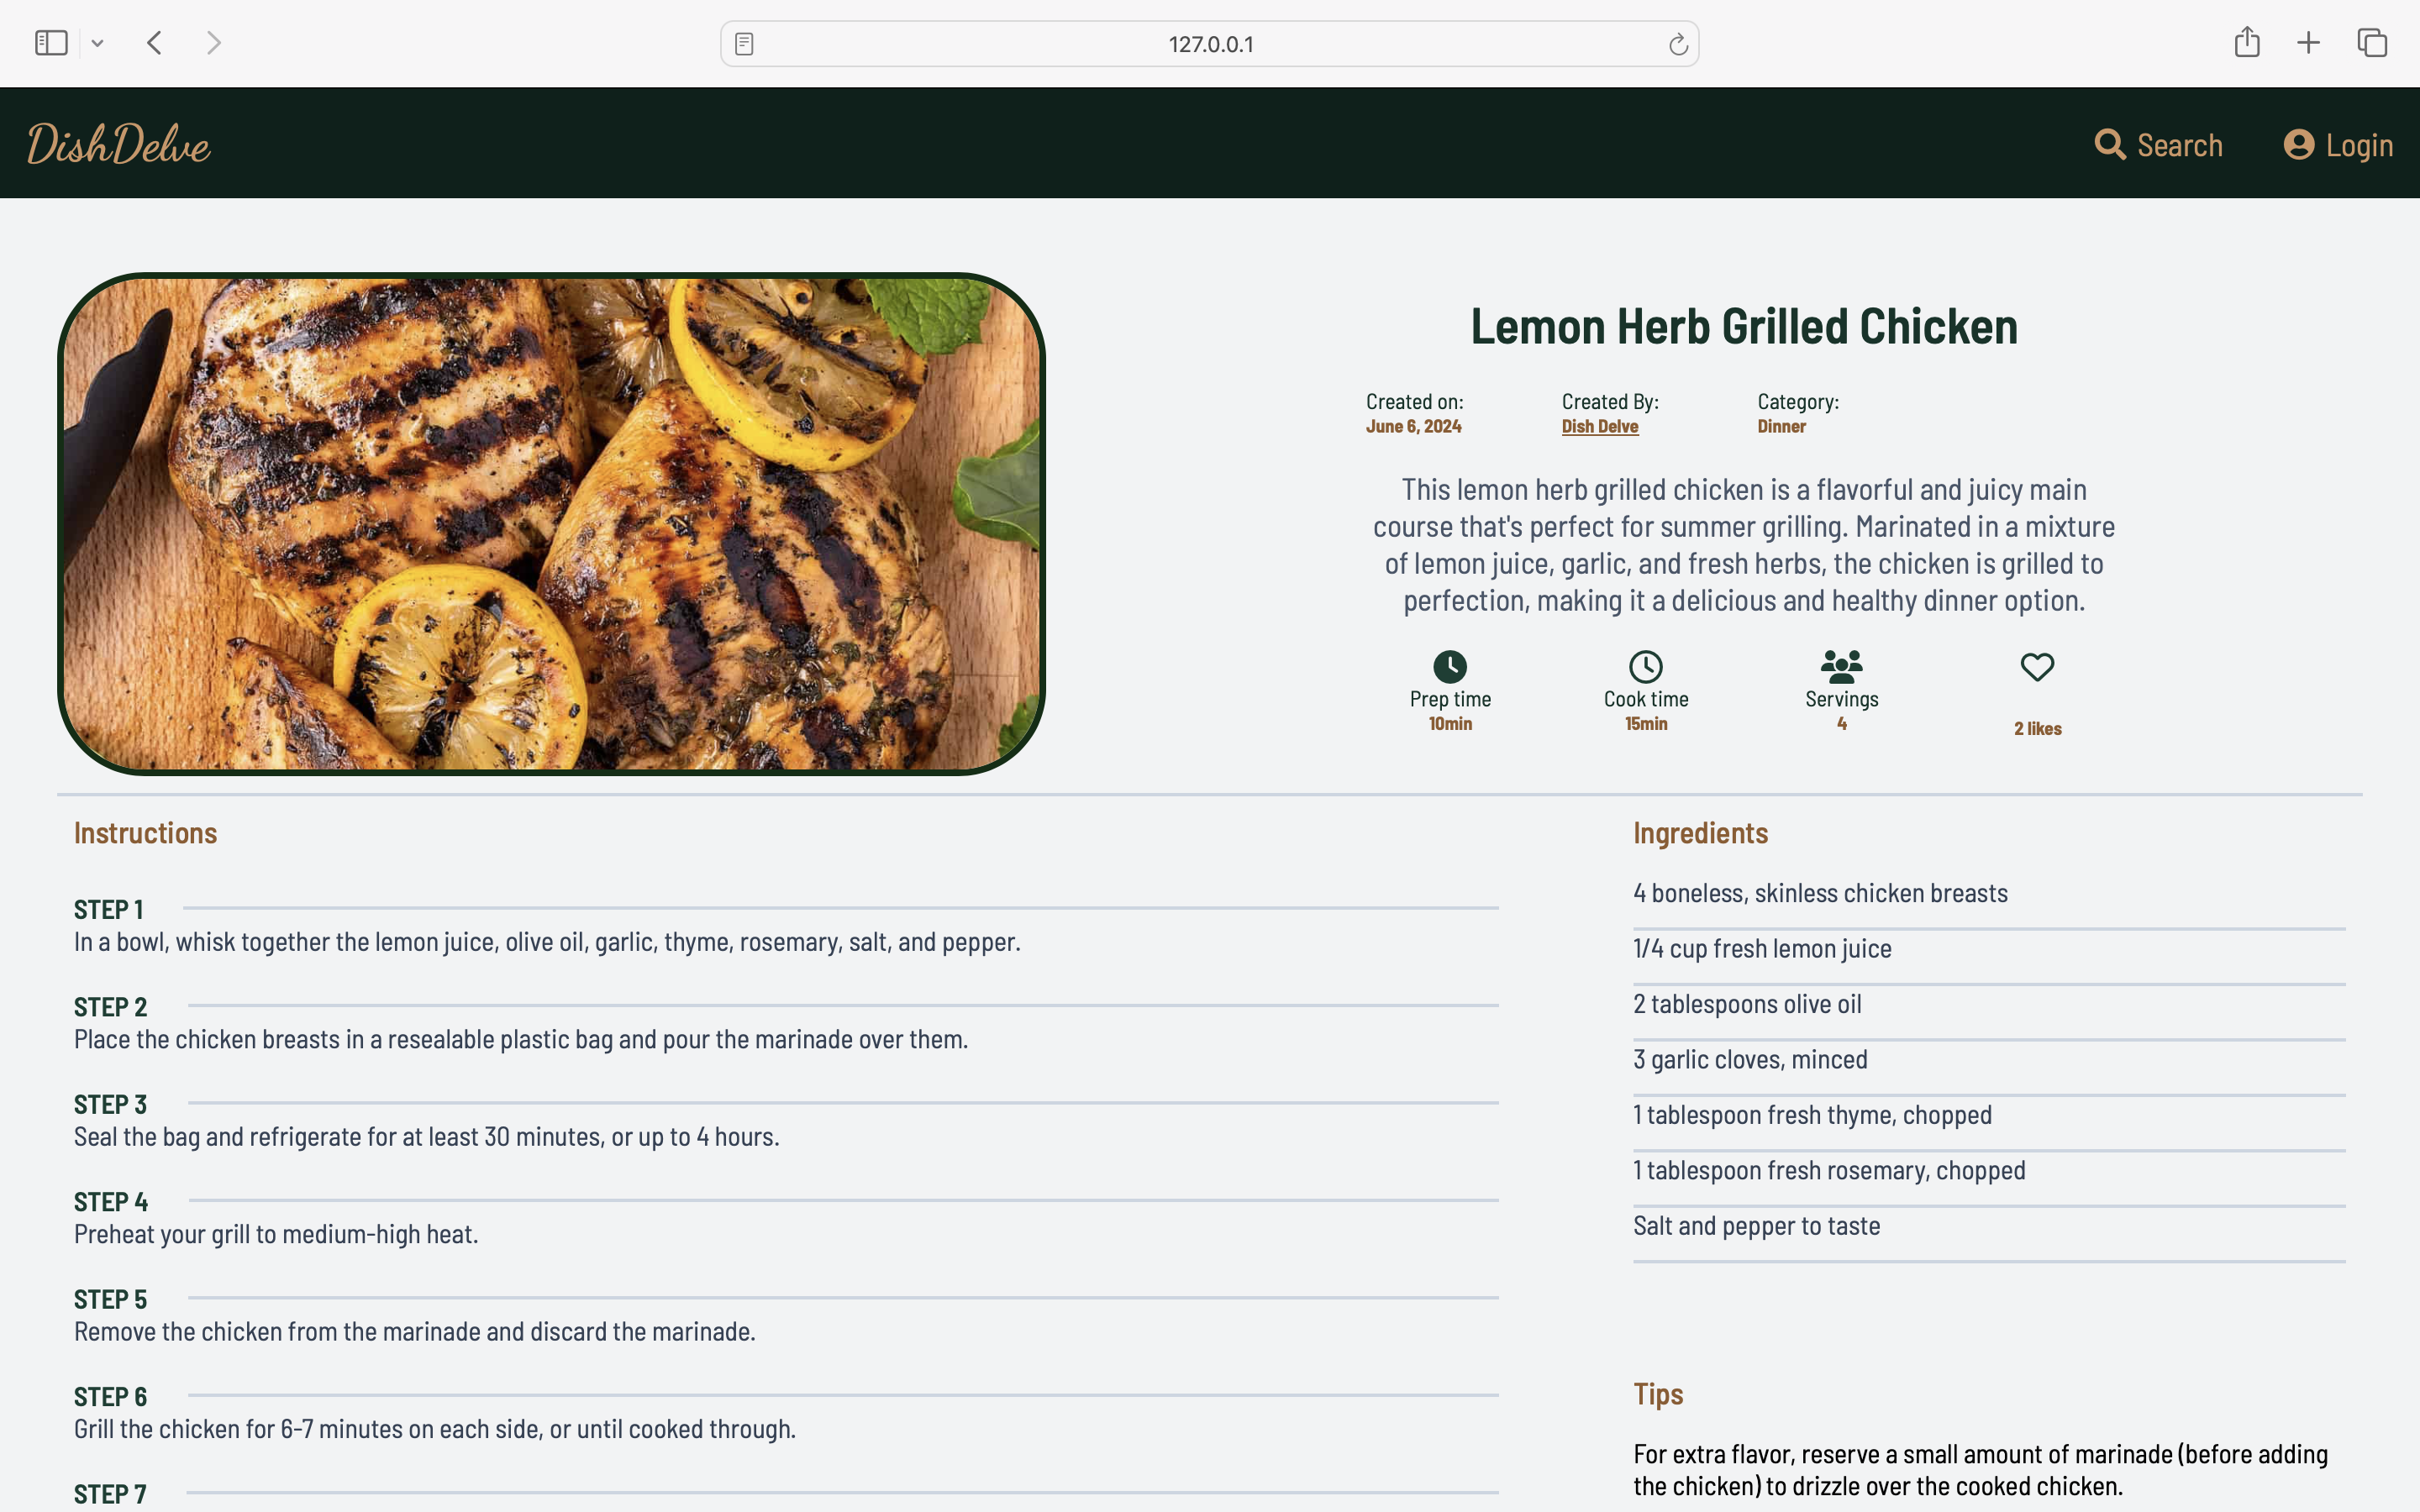 127.0.0.1
DishDelve
Search
Login
Lemon Herb Grilled Chicken
Created on:
June 6, 2024
Created By:
Dish Delve
Category:
Dinner
This lemon herb grilled chicken is a flavorful and juicy main
course that's perfect for summer grilling. Marinated in a mixture
of lemon juice, garlic, and fresh herbs, the chicken is grilled to
perfection, making it a delicious and healthy dinner option.
Prep time
10min
Cook time
15min
Servings
4
2 likes
Instructions
STEP 1
In a bowl, whisk together the lemon juice, olive oil, garlic, thyme, rosemary, salt, and pepper.
STEP 2
Place the chicken breasts in a resealable plastic bag and pour the marinade over them.
STEP 3
Seal the bag and refrigerate for at least 30 minutes, or up to 4 hours.
STEP 4
Preheat your grill to medium-high heat.
STEP 5
Remove the chicken from the marinade and discard the marinade.
STEP 6
Grill the chicken for 6-7 minutes on each side, or until cooked through.
STEP 7
Ingredients
4 boneless, skinless chicken breasts
1/4 cup fresh lemon juice
2 tablespoons olive oil
3 garlic cloves, minced
1 tablespoon fresh thyme, chopped
1 tablespoon fresh rosemary, chopped
Salt and pepper to taste
Tips
For extra flavor, reserve a small amount of marinade (before adding
the chicken) to drizzle over the cooked chicken.